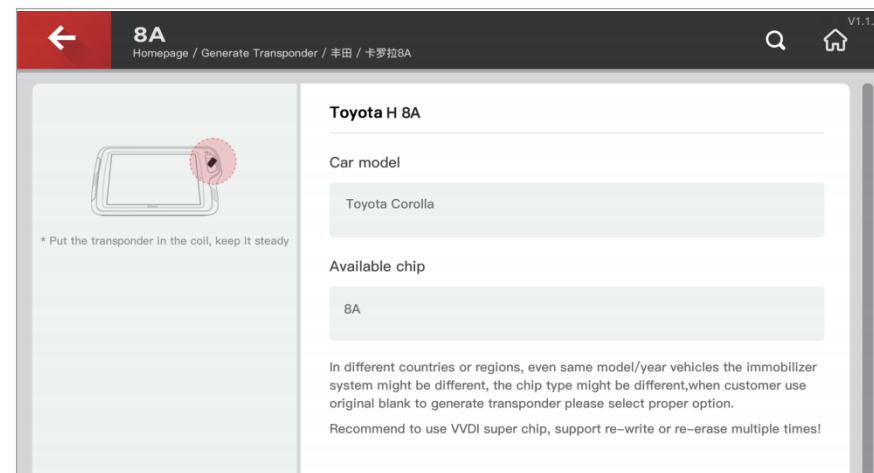 8A
Homepage / Generate Transponder / 丰田 / 卡罗拉8A
V1.1.
Toyota H 8A
Car model
Toyota Corolla
* Put the transponder in the coil, keep it steady
Available chip
8A
In different countries or regions, even same model/year vehicles the immobilizer
system might be different, the chip type might be different,when customer use
original blank to generate transponder please select proper option.
Recommend to use VVDI super chip, support re-write or re-erase multiple times!